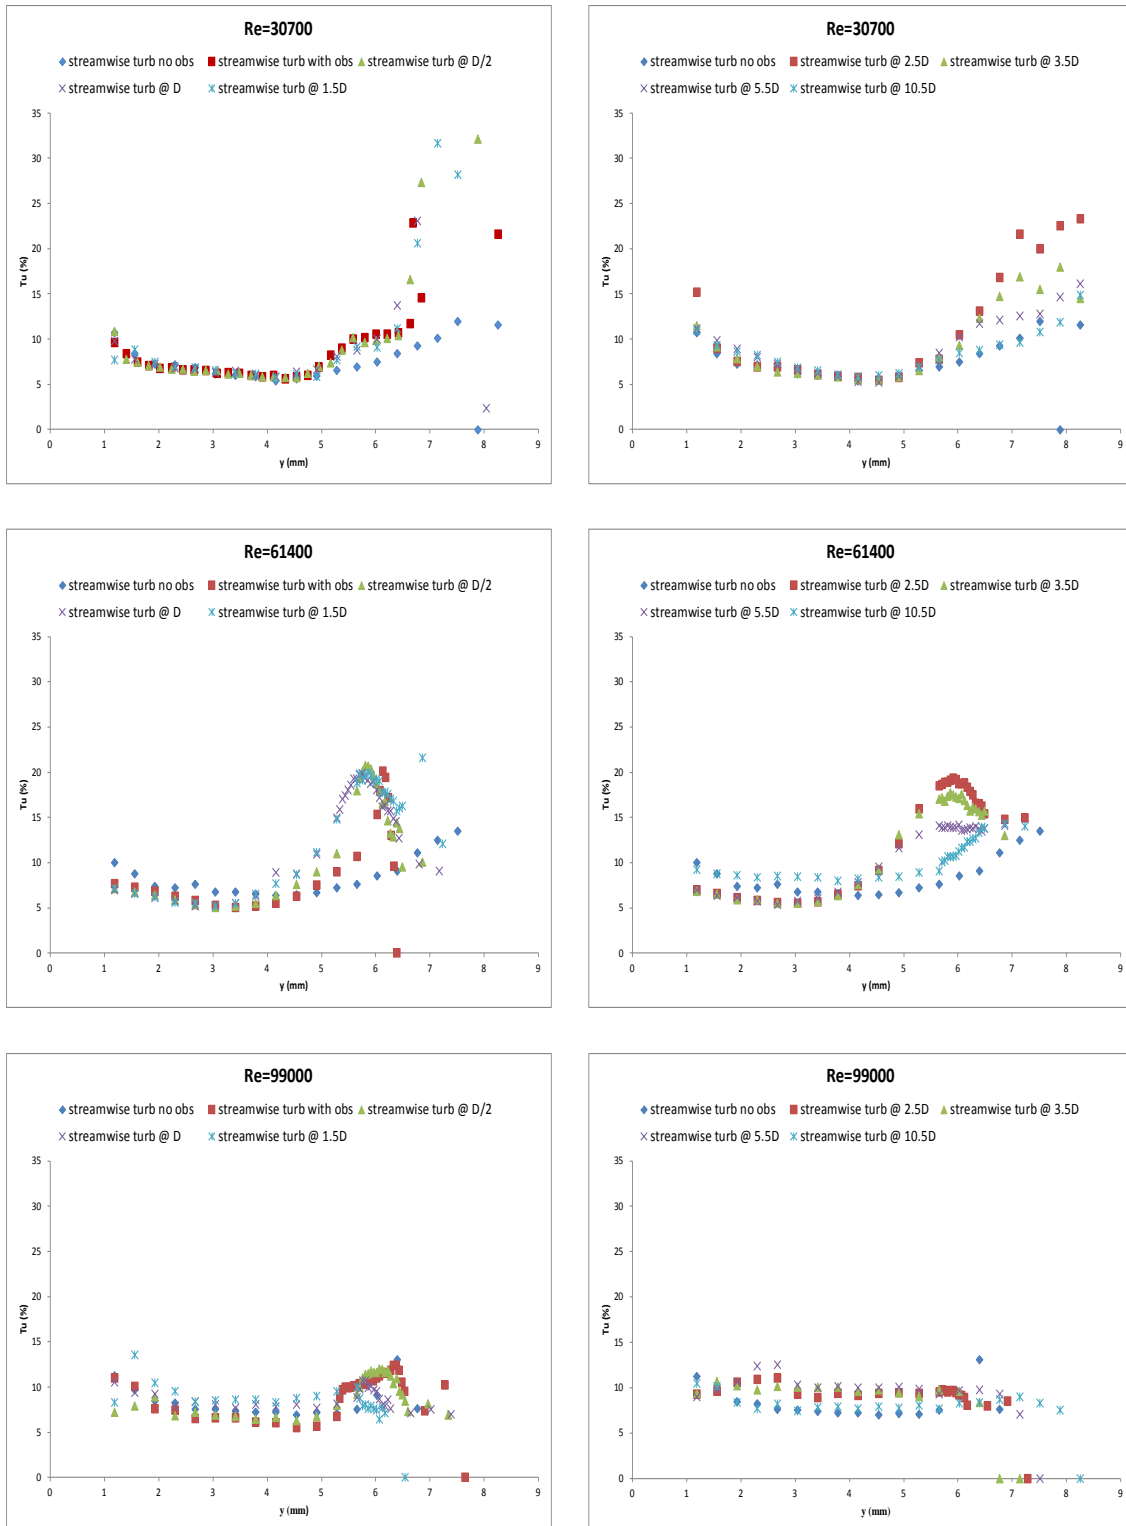 Re=30700
streamwise turb no obs streamwise turb with obs streamwise turb @ D/2
streamwise turb @ D streamwise turb @ 1.5D
35
30
25
20
15
10
5
0
Tu (%)
0 1 2 3 4 5 6 7 8 9
y (mm)
Re=30700
streamwise turb no obs streamwise turb @ 2.5D streamwise turb @ 3.5D
streamwise turb @ 5.5D streamwise turb @ 10.5D
35
30
25
20
15
10
5
0
Tu (%)
0 1 2 3 4 5 6 7 8 9
y (mm)
Re=61400
streamwise turb no obs streamwise turb with obs streamwise turb @ D/2
streamwise turb @ D streamwise turb @ 1.5D
35
30
25
20
15
10
5
0
Tu (%)
0 1 2 3 4 5 6 7 8 9
y (mm)
Re=61400
streamwise turb no obs streamwise turb @ 2.5D streamwise turb @ 3.5D
streamwise turb @ 5.5D streamwise turb @ 10.5D
35
30
25
20
15
10
5
0
Tu (%)
0 1 2 3 4 5 6 7 8 9
y (mm)
Re=99000
streamwise turb no obs streamwise turb with obs streamwise turb @ D/2
streamwise turb @ D streamwise turb @ 1.5D
35
30
25
20
15
10
5
0
Tu (%)
0 1 2 3 4 5 6 7 8 9
y (mm)
Re=99000
streamwise turb no obs streamwise turb @ 2.5D streamwise turb @ 3.5D
streamwise turb @ 5.5D streamwise turb @ 10.5D
35
30
25
20
15
10
5
0
Tu (%)
0 1 2 3 4 5 6 7 8 9
y (mm)